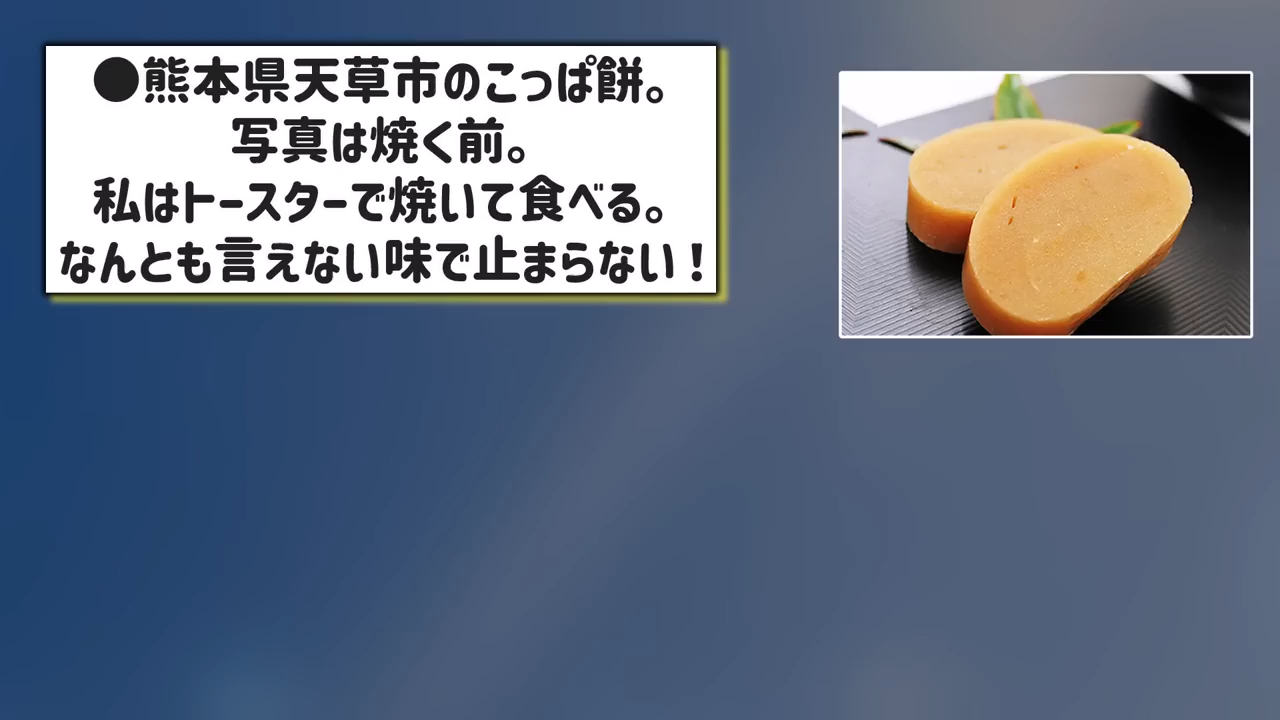 ●熊本県天草市のこっぱ餅。
写真は焼く前。
私はトースターで焼いて食べる。
なんとも言えない味で止まらない！